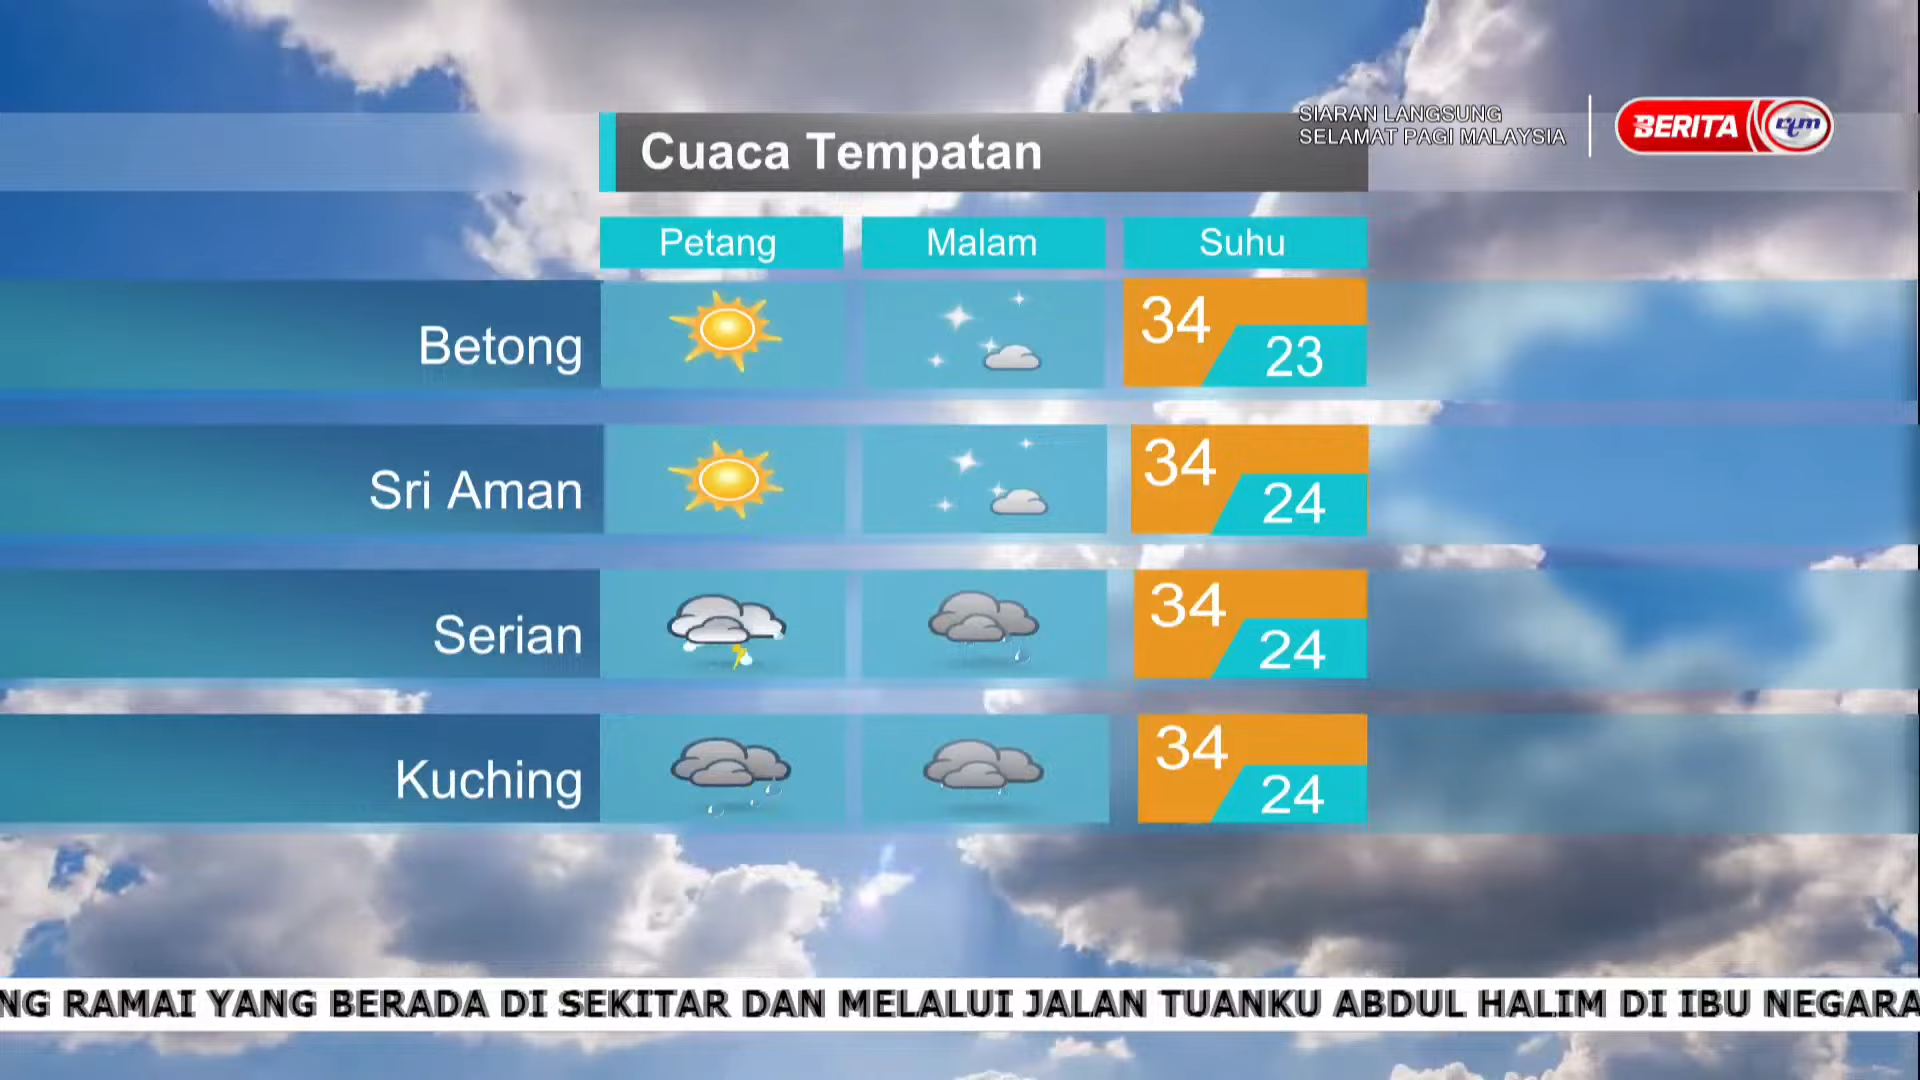 SIARAN LANGSUNG
SELAMAT PAGI MALAYSIA
BERITA rtm
Cuaca Tempatan
Petang Malam Suhu
Betong 34 23
Sri Aman 34 24
Serian 34 24
Kuching 34 24
NG RAMAI YANG BERADA DI SEKITAR DAN MELALUI JALAN TUANKU ABDUL HALIM DI IBU NEGARA